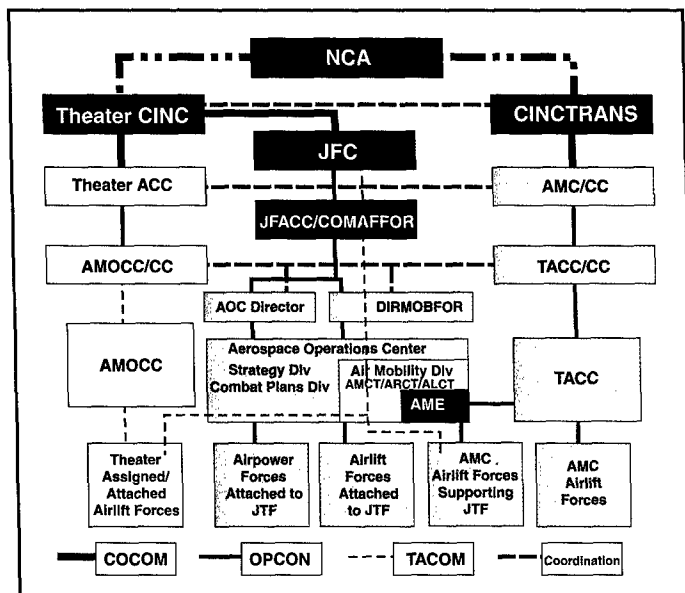 NCA
Theater CINC
CINCTRANS
JFC
Theater ACC
AMC/CC
JFACC/COMAFFOR
AMOCC/CC
TACC/CC
AOC Director
DIRMOBFOR
AMOCC
Aerospace Operations Center
Strategy Div
Combat Plans Div
Air Mobility Div
AMCT/ARCT/ALCT
AME
TACC
Theater
Assigned/
Attached
Airlift Forces
Airpower
Forces
Attached to
JTF
Airlift
Forces
Attached
to JTF
AMC
Airlift Forces
Supporting
JTF
AMC
Airlift
Forces
COCOM
OPCON
TACOM
Coordination